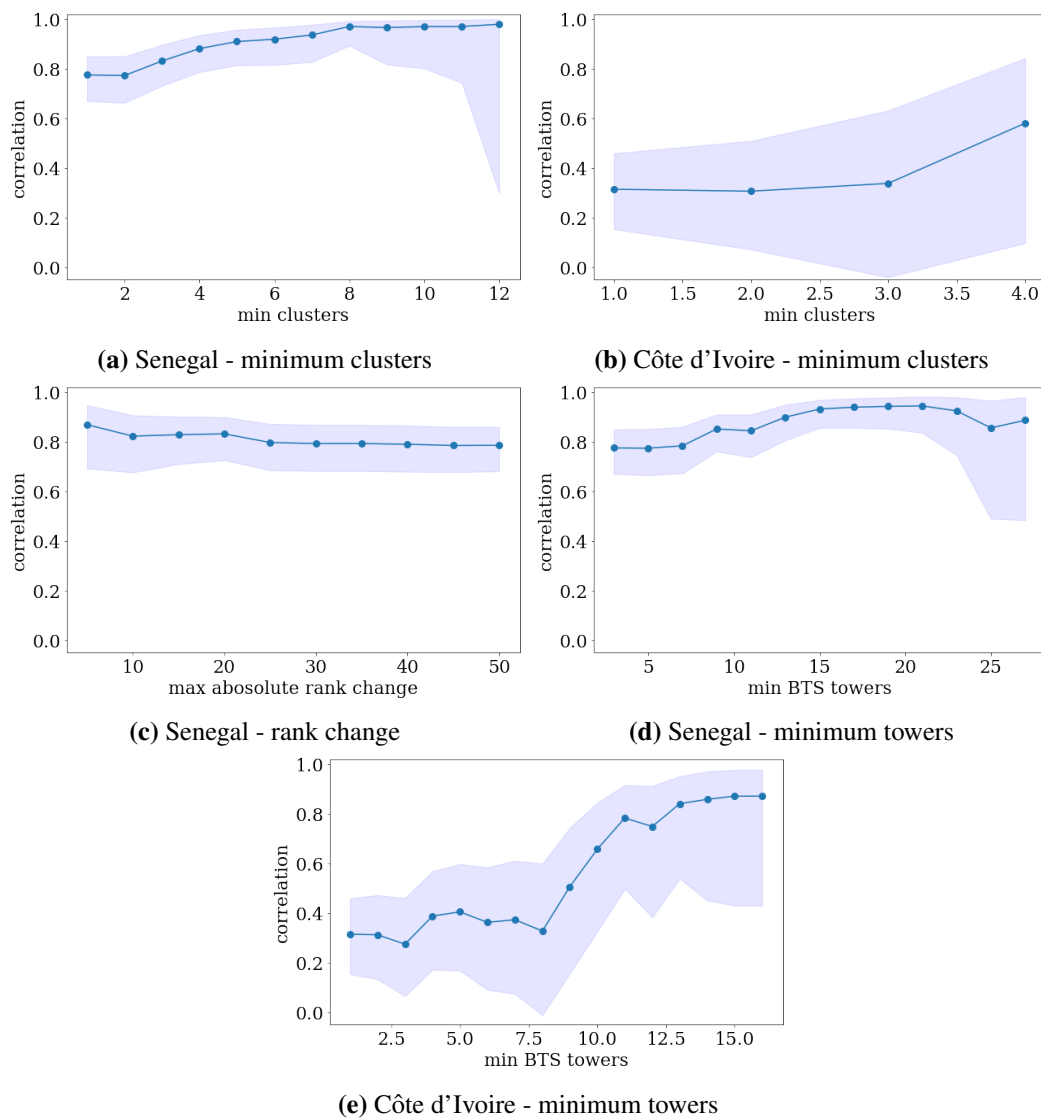 1.0
0.8
0.6
0.4
0.2
0.0
correlation
2 4 6 8 10 12
min clusters
(a) Senegal - minimum clusters
1.0
0.8
0.6
0.4
0.2
0.0
correlation
1.0 1.5 2.0 2.5 3.0 3.5 4.0
min clusters
(b) Côte d'Ivoire - minimum clusters
1.0
0.8
0.6
0.4
0.2
0.0
correlation
10 20 30 40 50
max absolute rank change
(c) Senegal - rank change
1.0
0.8
0.6
0.4
0.2
0.0
correlation
5 10 15 20 25
min BTS towers
(d) Senegal - minimum towers
1.0
0.8
0.6
0.4
0.2
0.0
correlation
2.5 5.0 7.5 10.0 12.5 15.0
min BTS towers
(e) Côte d'Ivoire - minimum towers